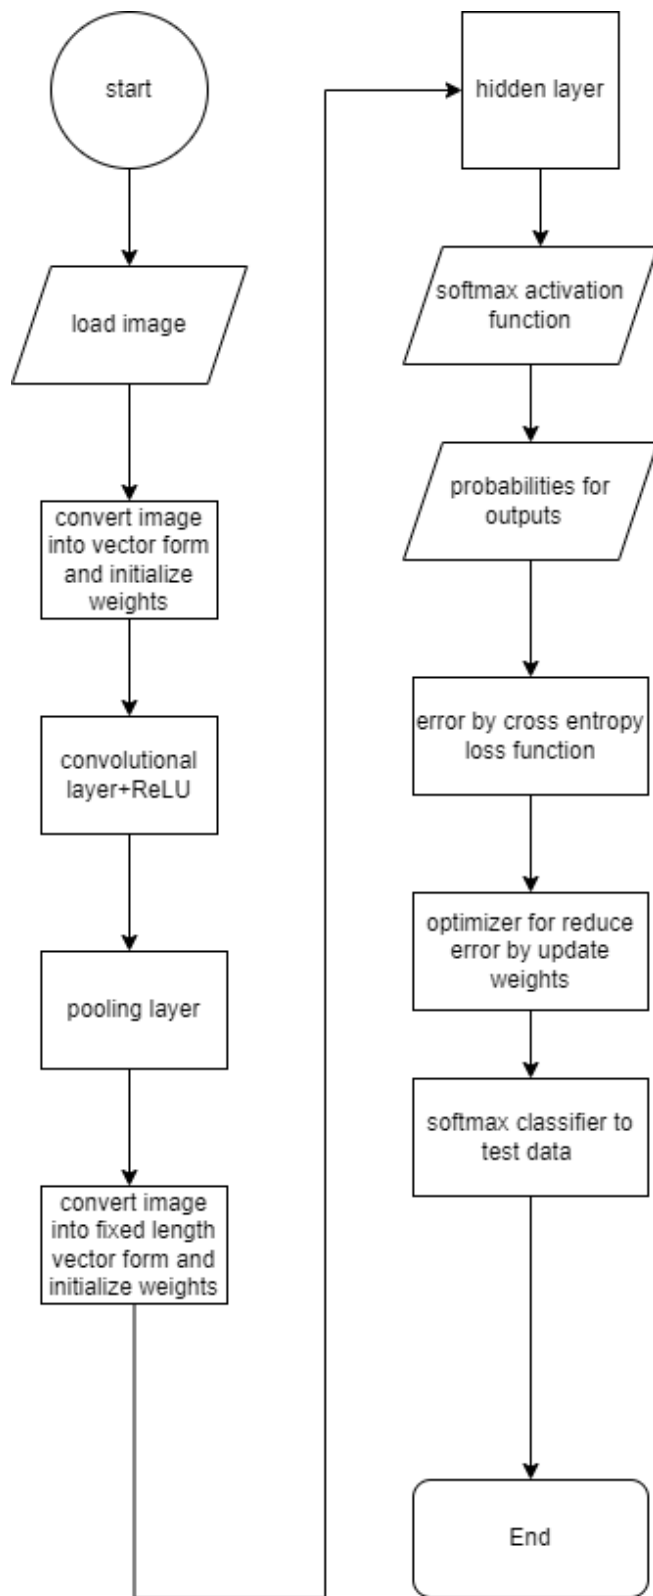 start
load image
convert image
into vector form
and initialize
weights
convolutional
layer+ReLU
pooling layer
convert image
into fixed length
vector form and
initialize weights
hidden layer
softmax activation
function
probabilities for
outputs
error by cross entropy
loss function
optimizer for reduce
error by update
weights
softmax classifier to
test data
End